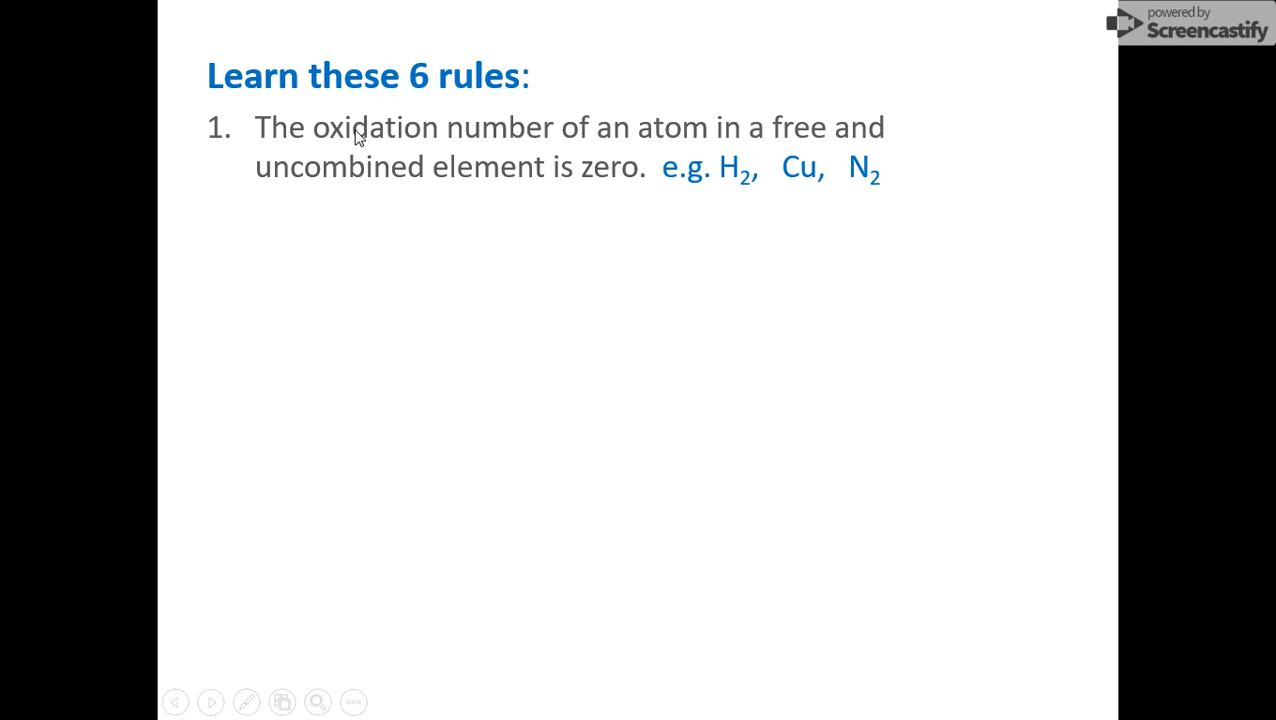 powered by
Screencastify
Learn these 6 rules:
1. The oxidation number of an atom in a free and
uncombined element is zero. e.g. H₂, Cu, N₂